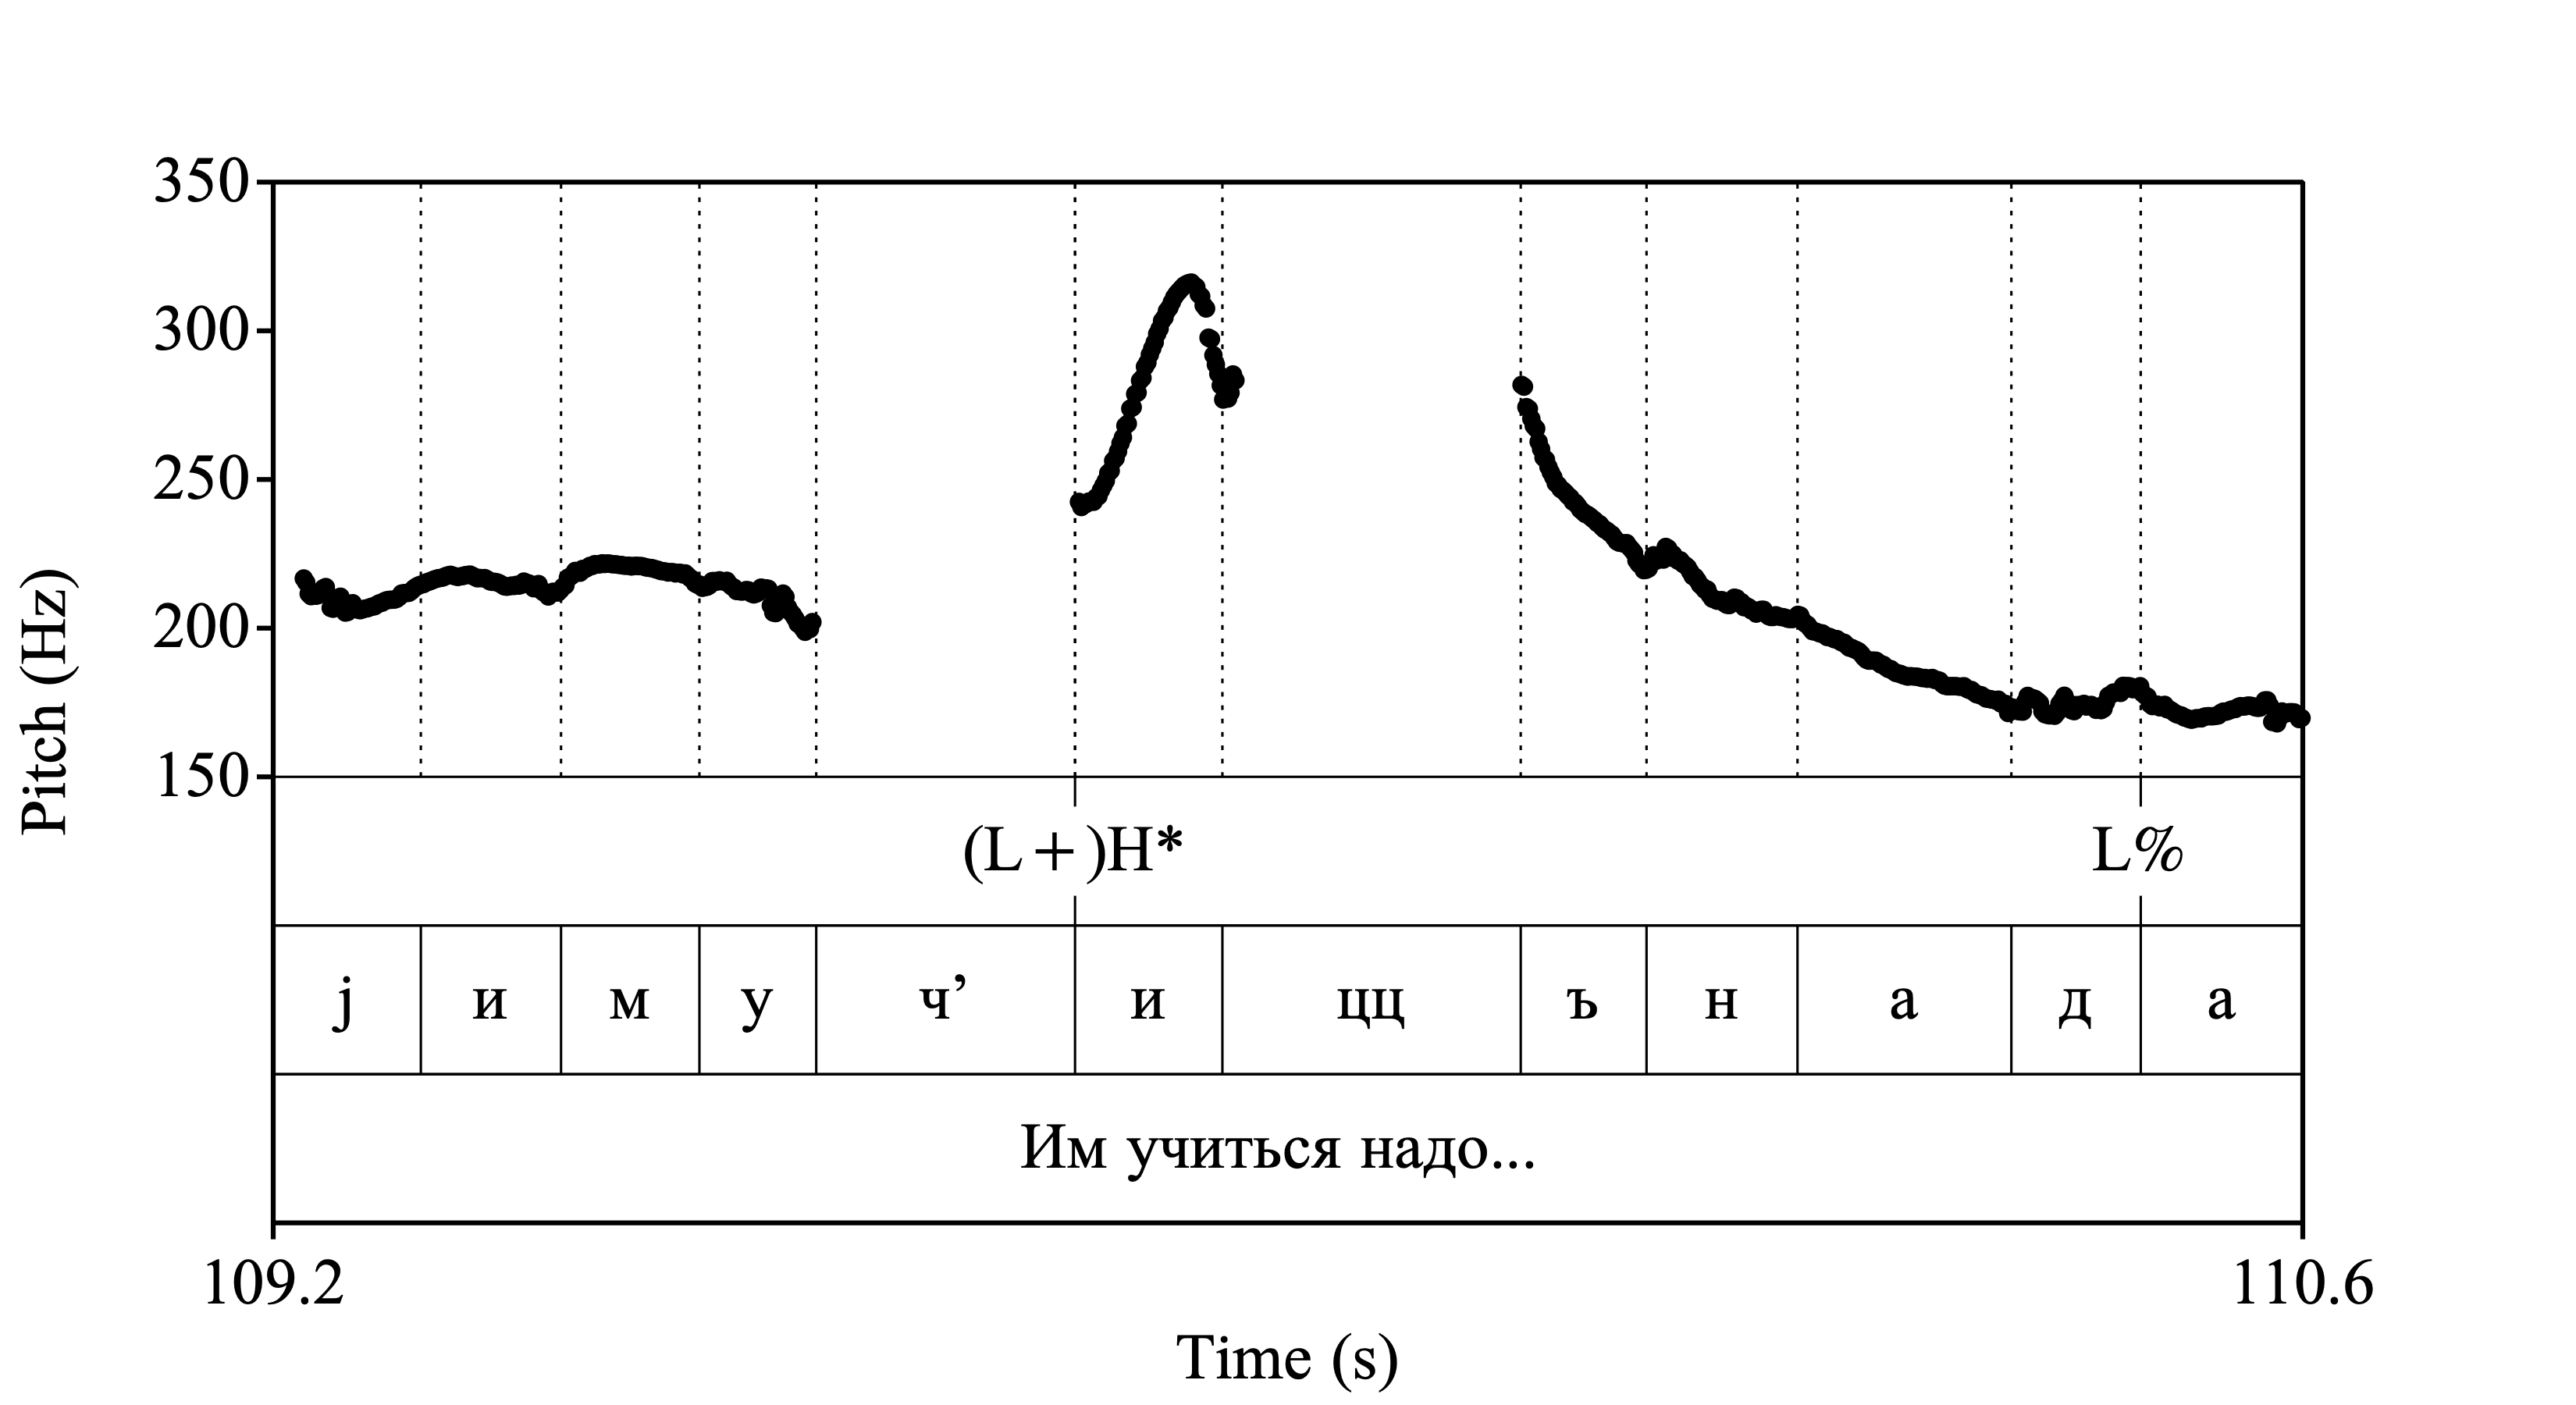 350
300
250
200
150
Pitch (Hz)
(L+)H* L%
j и м у ч’ и цц ъ н а д а
Им учиться надо...
109.2 110.6
Time (s)